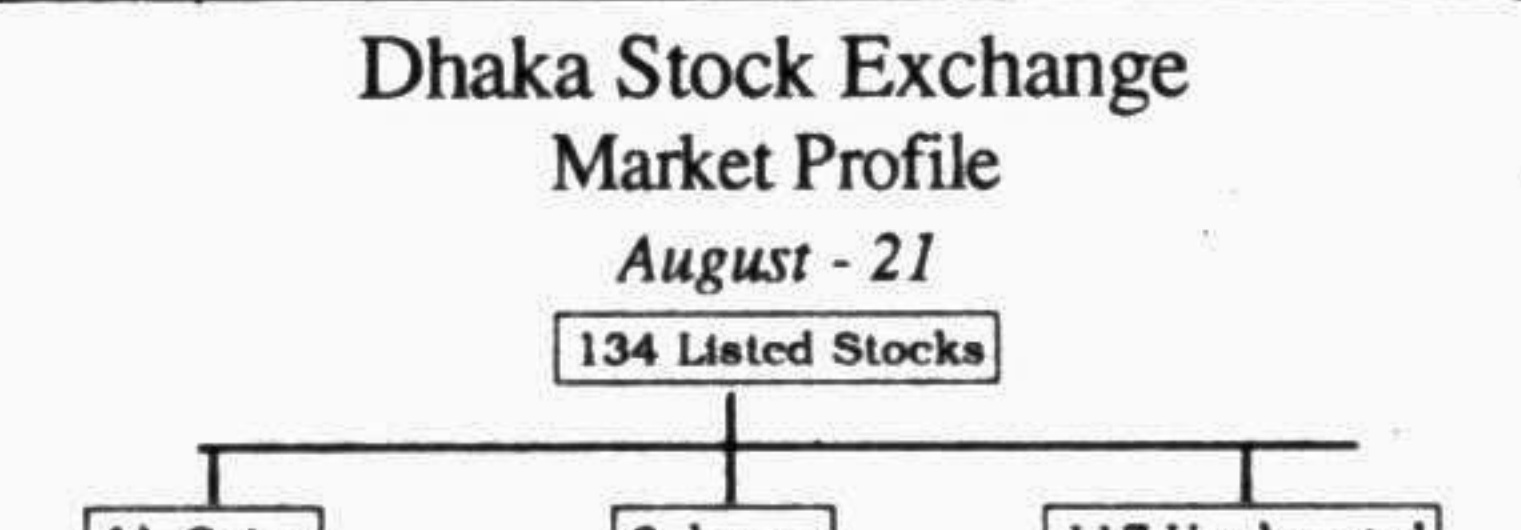 Dhaka Stock Exchange
Market Profile
August - 21
134 Listed Stocks